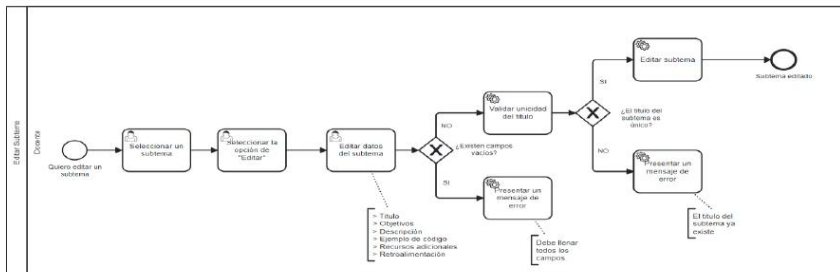 Editar Subtema
Docente
Quiero editar un
subtema
Seleccionar un
subtema
Seleccionar la
opción de
"Editar"
Editar datos
del subtema
> Título
> Objetivos
> Descripción
> Ejemplo de código
> Recursos adicionales
> Retroalimentación
¿Existen campos
vacíos?
NO
Validar unicidad
del título
SI
Presentar un
mensaje de
error
Debe llenar
todos los
campos
¿El título del
subtema es
único?
SI
Editar subtema
Subtema editado
NO
Presentar un
mensaje de
error
El título del
subtema ya
existe